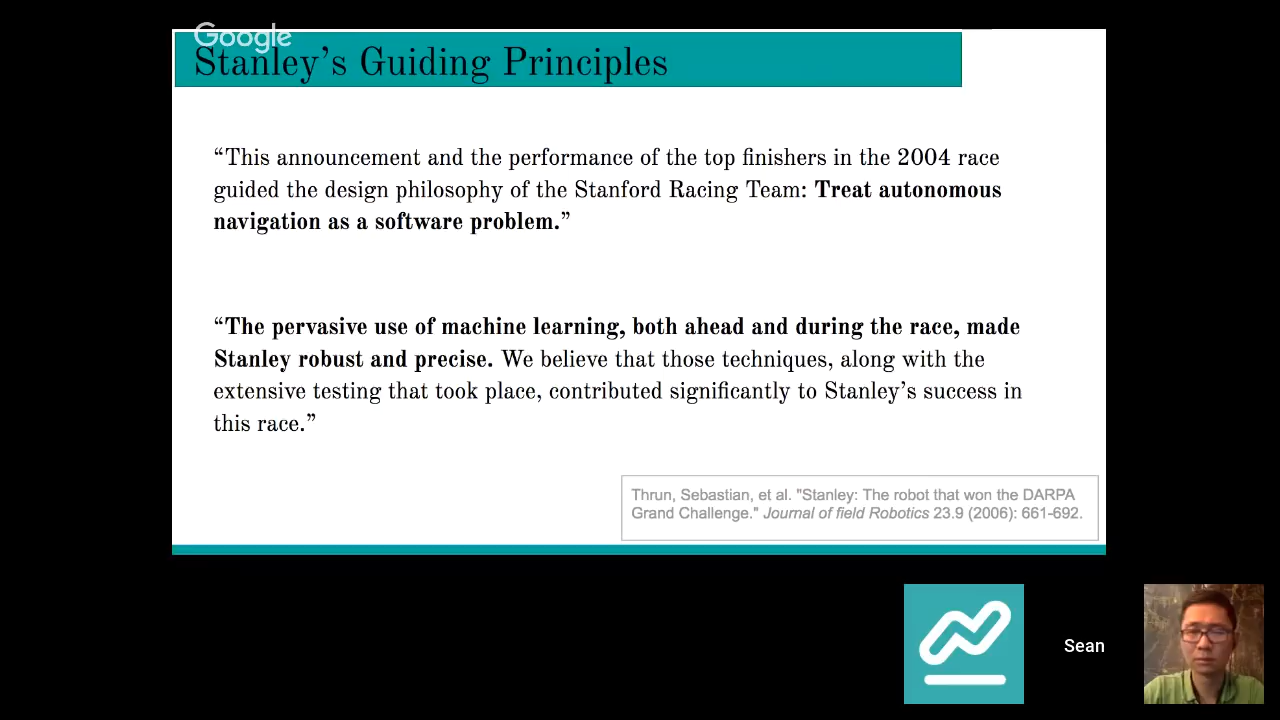 Google
Stanley’s Guiding Principles
“This announcement and the performance of the top finishers in the 2004 race
guided the design philosophy of the Stanford Racing Team: Treat autonomous
navigation as a software problem.”
“The pervasive use of machine learning, both ahead and during the race, made
Stanley robust and precise. We believe that those techniques, along with the
extensive testing that took place, contributed significantly to Stanley’s success in
this race.”
Thrun, Sebastian, et al. "Stanley: The robot that won the DARPA
Grand Challenge." Journal of field Robotics 23.9 (2006): 661-692.
Sean